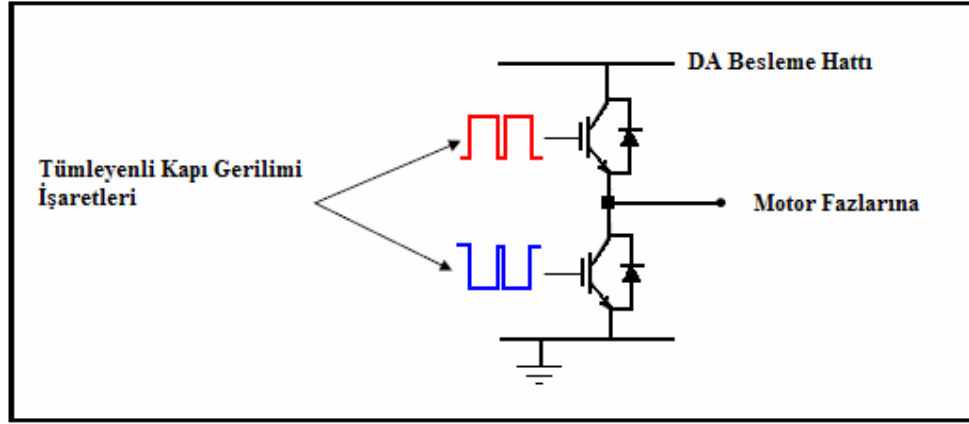 DA Besleme Hattı
Tümleyenli Kapı Gerilimi
İşaretleri
Motor Fazlarına